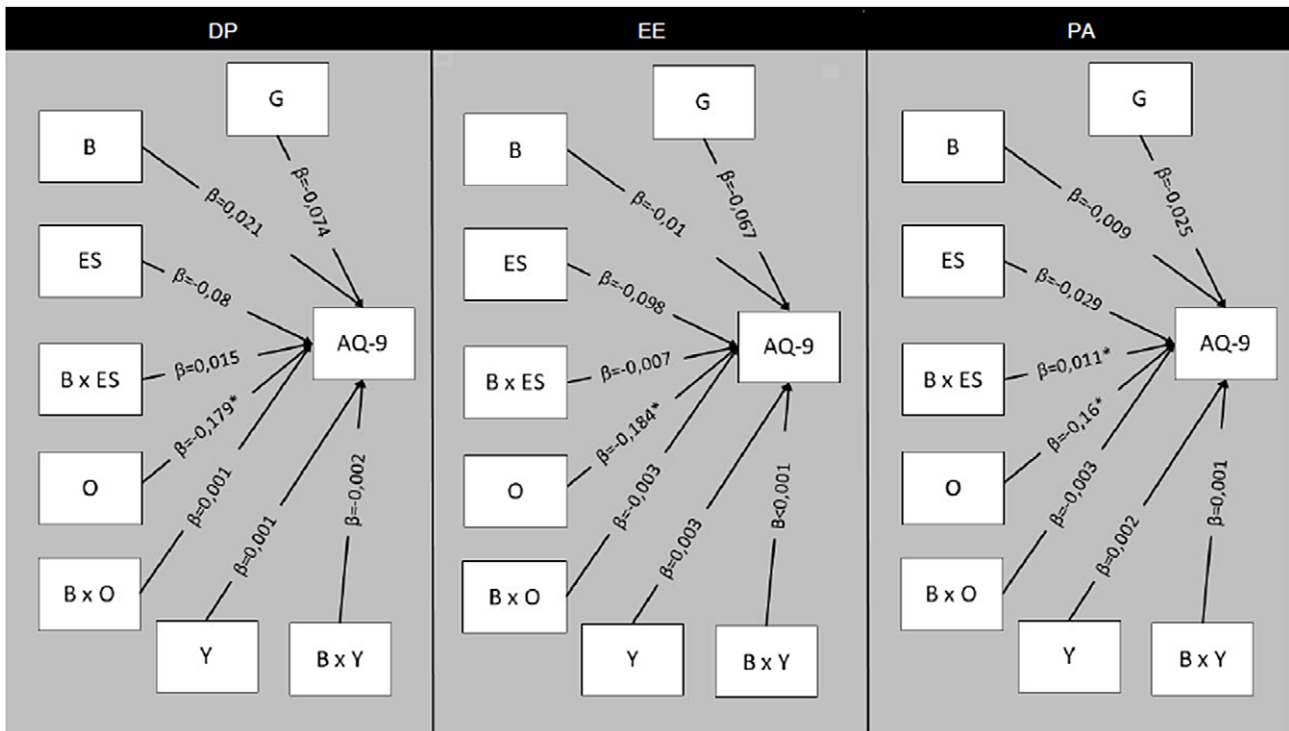 DP
G
B
β=-0,074
β=0,021
ES
β=-0,08
AQ-9
B x ES
β=0,015
O
β=-0,179*
B x O
β=0,001
Y
β=0,001
B x Y
β=-0,002
EE
G
B
β=-0,067
β=-0,01
ES
β=-0,098
AQ-9
B x ES
β=-0,007
O
β=-0,184*
B x O
β=-0,003
Y
β=0,003
B x Y
B<0,001
PA
G
B
β=-0,025
β=-0,009
ES
β=-0,029
AQ-9
B x ES
β=0,011*
O
β=-0,16*
B x O
β=-0,003
Y
β=0,002
B x Y
β=0,001